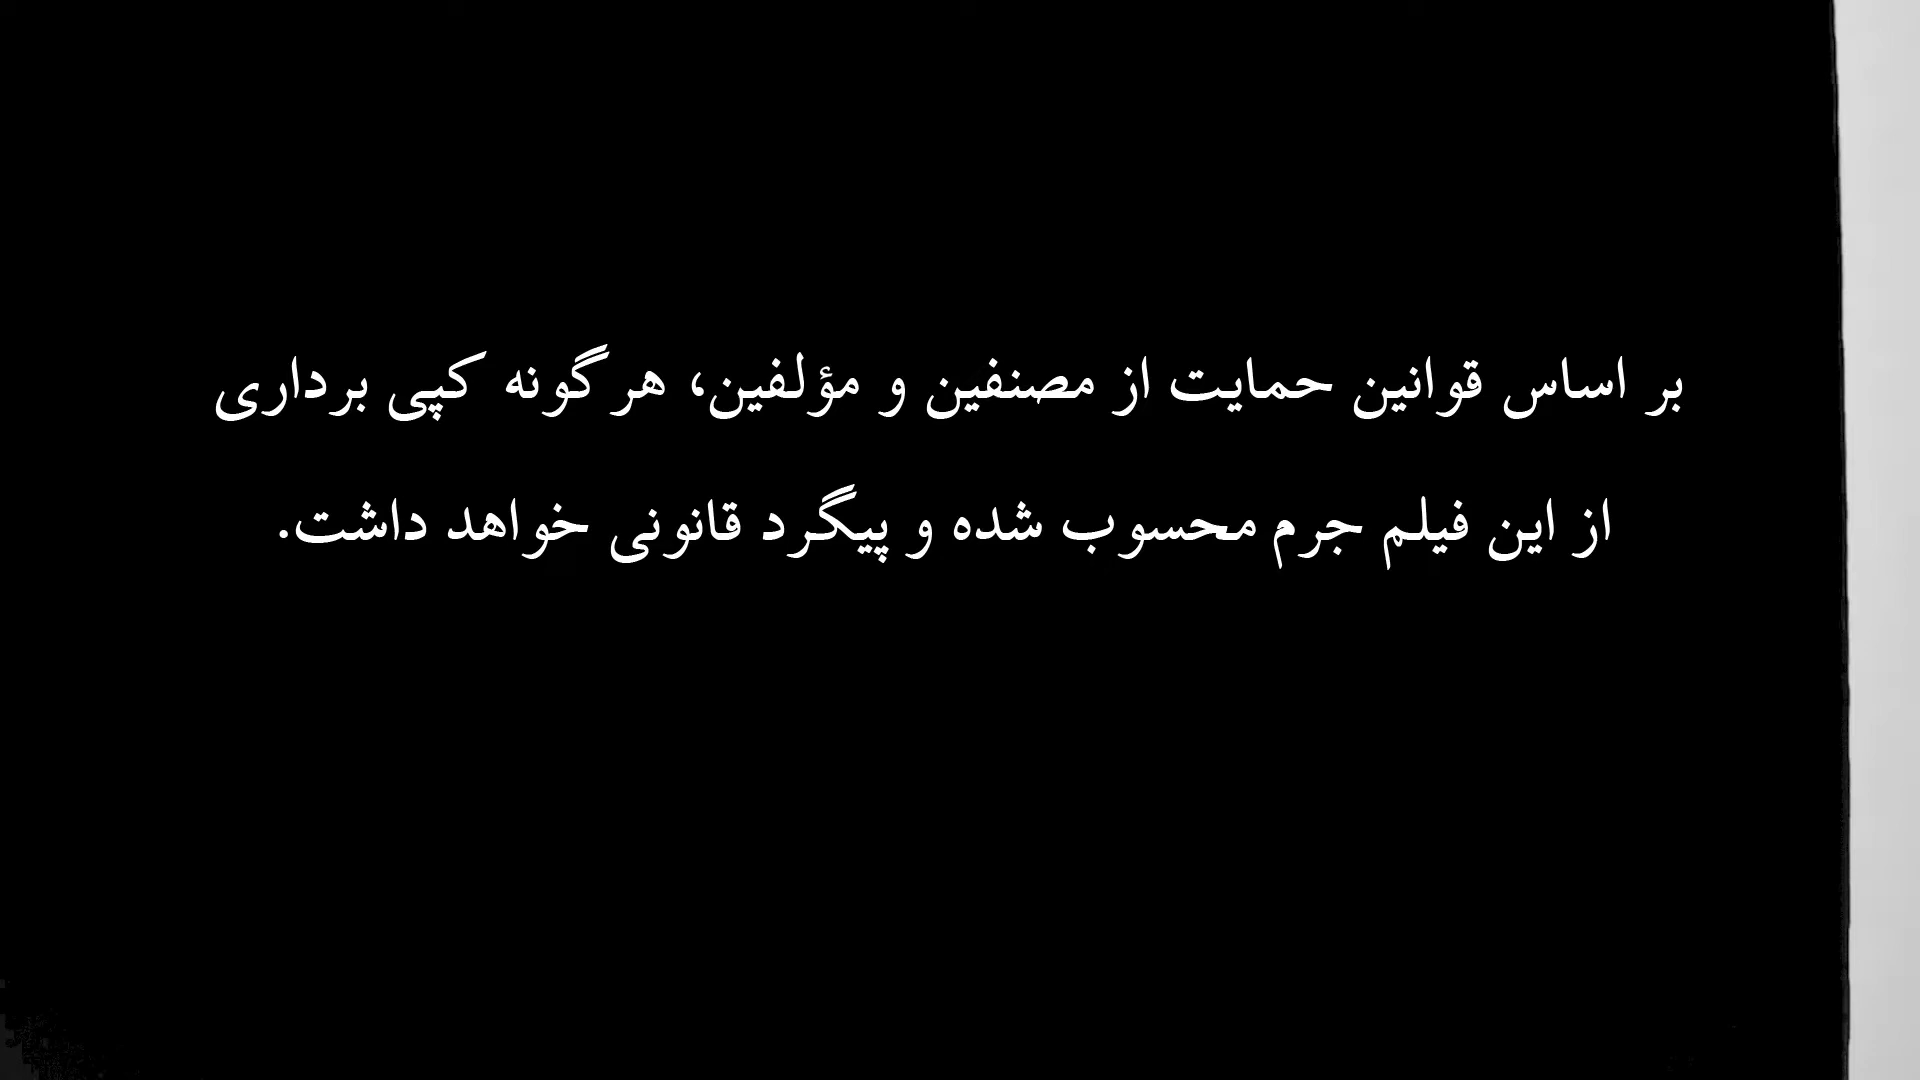 بر اساس قوانین حمایت از مصنفین و مؤلفین، هرگونه کپی برداری
از این فیلم جرم محسوب شده و پیگرد قانونی خواهد داشت.